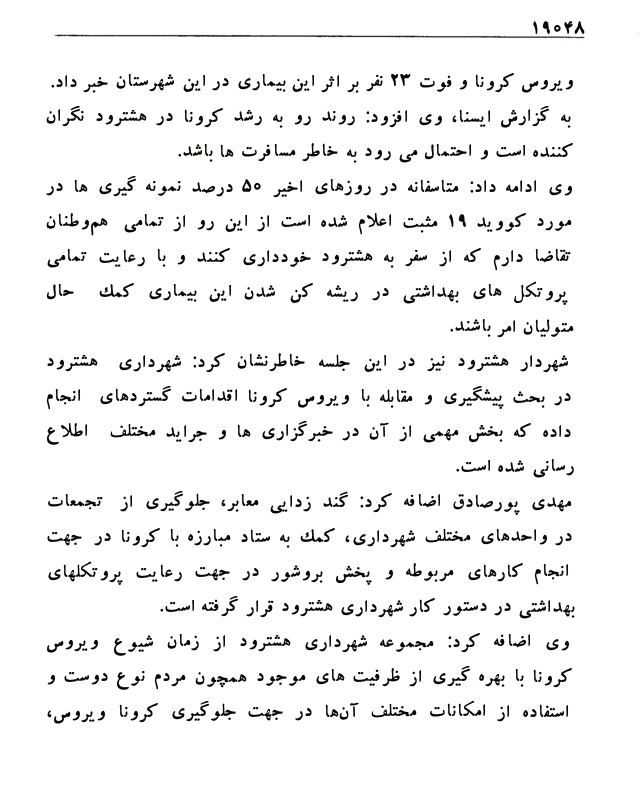 ۱۹۰۴۸
ویروس کرونا و فوت ۲۳ نفر بر اثر این بیماری در این شهرستان خبر داد.
به گزارش ایسنا، وی افزود: روند رو به رشد کرونا در هشترود نگران
کننده است و احتمال می رود به خاطر مسافرت ها باشد.
وی ادامه داد: متاسفانه در روزهای اخیر ۵۰ درصد نمونه گیری ها در
مورد کووید ۱۹ مثبت اعلام شده است از این رو از تمامی هم‌وطنان
تقاضا دارم که از سفر به هشترود خودداری کنند و با رعایت تمامی
پروتکل های بهداشتی در ریشه کن شدن این بیماری کمك حال
متولیان امر باشند.
شهردار هشترود نیز در این جلسه خاطرنشان کرد: شهرداری هشترود
در بحث پیشگیری و مقابله با ویروس کرونا اقدامات گستردهای انجام
داده که بخش مهمی از آن در خبرگزاری ها و جراید مختلف اطلاع
رسانی شده است.
مهدی پورصادق اضافه کرد: گند زدایی معابر، جلوگیری از تجمعات
در واحدهای مختلف شهرداری، کمك به ستاد مبارزه با کرونا در جهت
انجام کارهای مربوطه و پخش بروشور در جهت رعایت پروتکلهای
بهداشتی در دستور کار شهرداری هشترود قرار گرفته است.
وی اضافه کرد: مجموعه شهرداری هشترود از زمان شیوع ویروس
کرونا با بهره گیری از ظرفیت های موجود همچون مردم نوع دوست و
استفاده از امکانات مختلف آن‌ها در جهت جلوگیری کرونا ویروس،